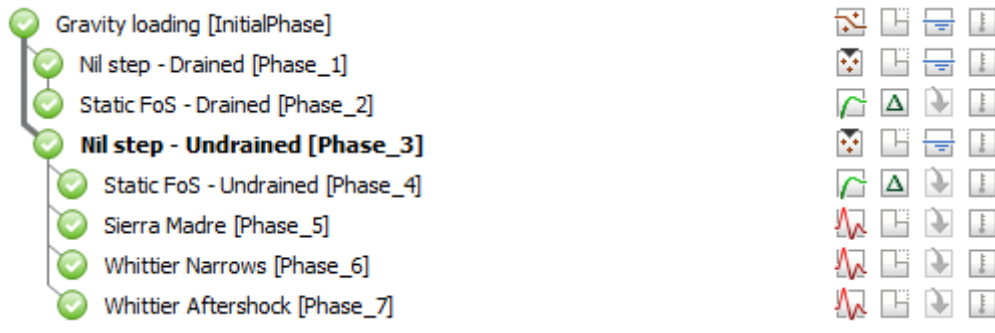 Gravity loading [InitialPhase]
Nil step - Drained [Phase_1]
Static FoS - Drained [Phase_2]
Nil step - Undrained [Phase_3]
Static FoS - Undrained [Phase_4]
Sierra Madre [Phase_5]
Whittier Narrows [Phase_6]
Whittier Aftershock [Phase_7]